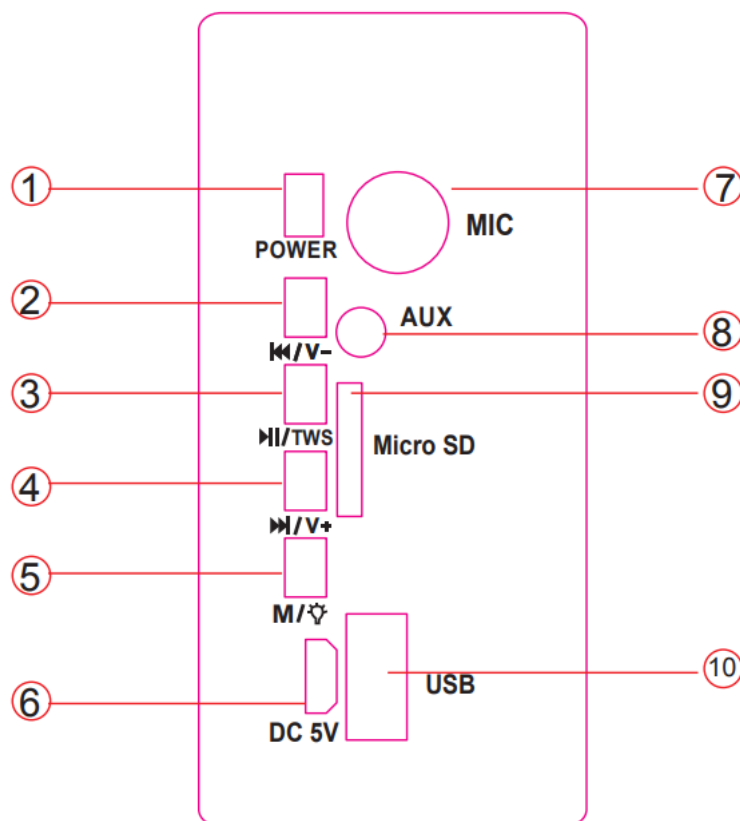 ① ⑦
MIC
POWER
② AUX ⑧
⏮/V-
③ ⑨
⏯/TWS Micro SD
④
⏭/V+
⑤
M/💡
⑥ USB ⑩
DC 5V